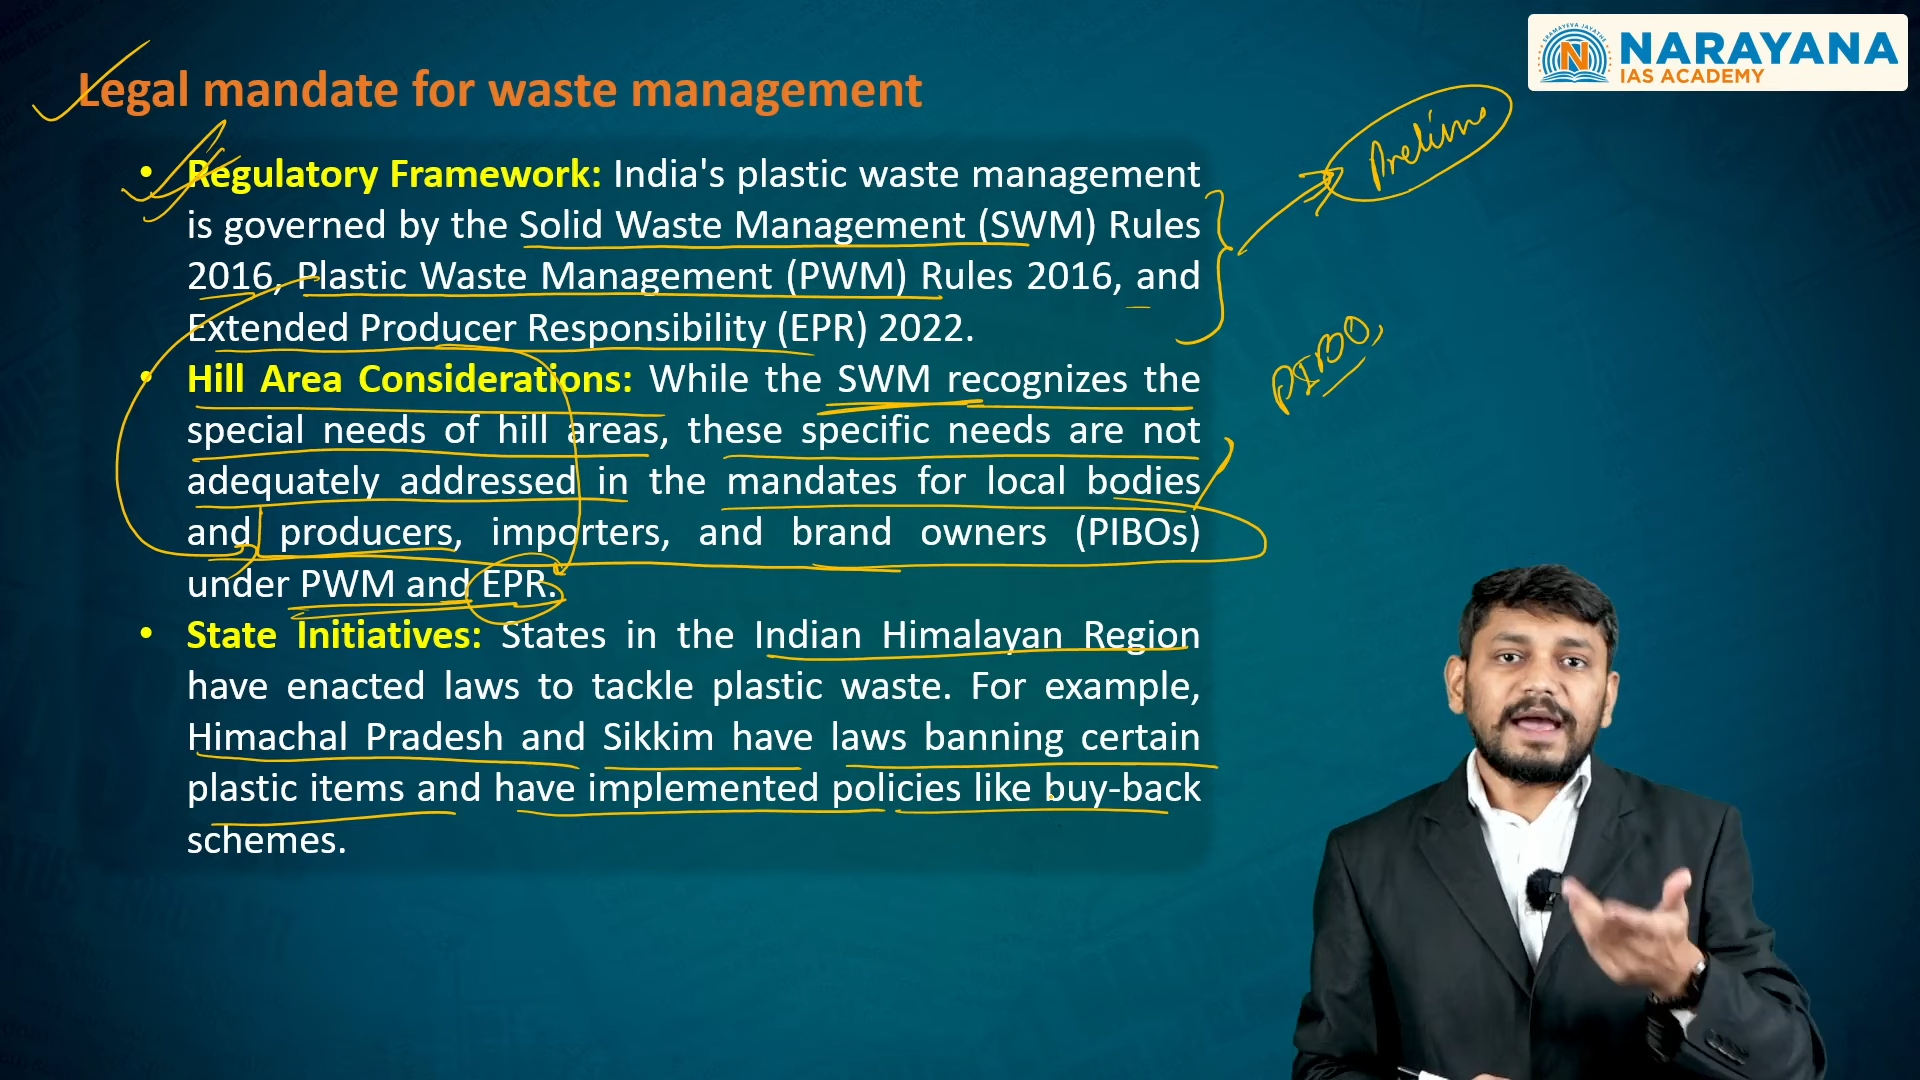 SRAMAYEVA JAYATHE
N
NARAYANA
IAS ACADEMY
Legal mandate for waste management
Prelims
• Regulatory Framework: India's plastic waste management
is governed by the Solid Waste Management (SWM) Rules
2016, Plastic Waste Management (PWM) Rules 2016, and
Extended Producer Responsibility (EPR) 2022.
PIBO,
• Hill Area Considerations: While the SWM recognizes the
special needs of hill areas, these specific needs are not
adequately addressed in the mandates for local bodies
and producers, importers, and brand owners (PIBOs)
under PWM and EPR.
• State Initiatives: States in the Indian Himalayan Region
have enacted laws to tackle plastic waste. For example,
Himachal Pradesh and Sikkim have laws banning certain
plastic items and have implemented policies like buy-back
schemes.